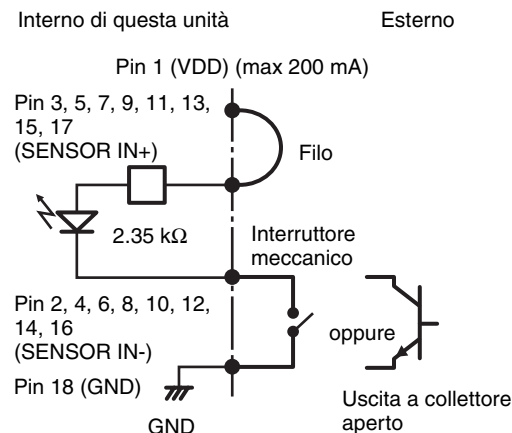 Interno di questa unità
Esterno
Pin 1 (VDD) (max 200 mA)
Pin 3, 5, 7, 9, 11, 13,
15, 17
(SENSOR IN+)
Filo
2.35 kΩ
Interruttore
meccanico
Pin 2, 4, 6, 8, 10, 12,
14, 16
(SENSOR IN-)
oppure
Pin 18 (GND)
GND
Uscita a collettore
aperto